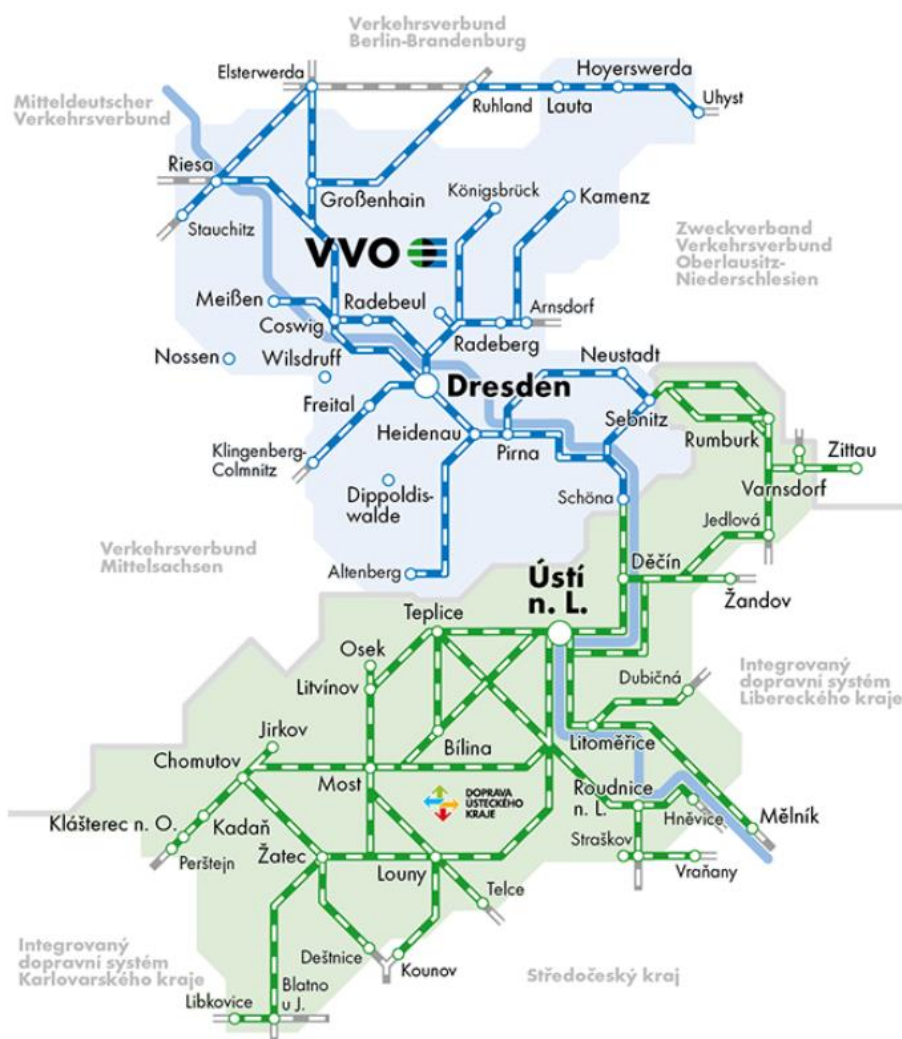 Verkehrsverbund
Berlin-Brandenburg
Elsterwerda
Hoyerswerda
Mitteldeutscher
Verkehrsverbund
Ruhland
Lauta
Uhyst
Riesa
Großenhain
Königsbrück
Kamenz
Stauchitz
Zweckverband
Verkehrsverbund
Oberlausitz-
Niederschlesien
VVO
Meißen
Radebeul
Arnsdorf
Coswig
Radeberg
Nossen
Wilsdruff
Neustadt
Dresden
Freital
Sebnitz
Heidenau
Pirna
Rumburk
Klingenberg-
Colmnitz
Zittau
Dippoldis-
walde
Schöna
Varnsdorf
Jedlová
Verkehrsverbund
Mittelsachsen
Altenberg
Děčín
Ústí
n. L.
Žandov
Teplice
Osek
Litvínov
Dubičná
Integrovaný
dopravní systém
Libereckého kraje
Jirkov
Chomutov
Bílina
Litoměřice
Most
DOPRAVA
ÚSTECKÉHO
KRAJE
Roudnice
n. L.
Hněvice
Mělník
Klášterec n. O.
Kadaň
Perštejn
Žatec
Louny
Straškov
Vraňany
Telce
Integrovaný
dopravní systém
Karlovarského kraje
Deštnice
Kounov
Středočeský kraj
Libkovice
Blatno
u J.